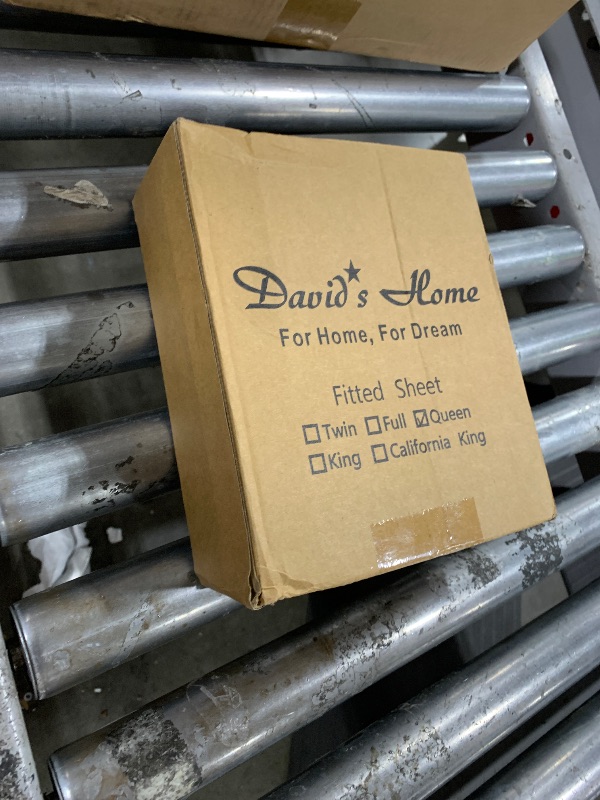 David's Home
For Home, For Dream
Fitted Sheet
☐Twin ☐Full ☑Queen
☐King ☐California King